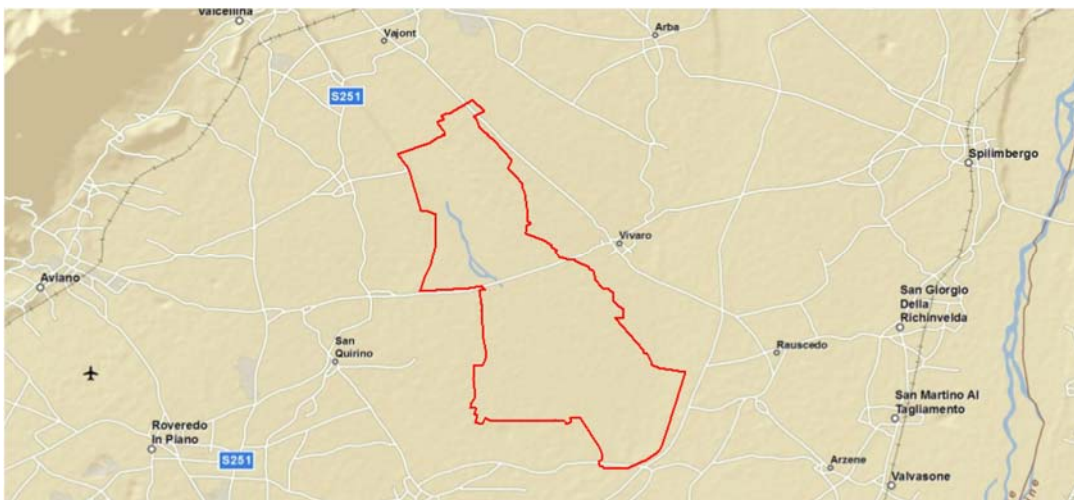 Valcellina
Vajont
Arba
S251
Spilimbergo
Vivaro
Aviano
San Giorgio
Della
Richinvelda
San
Quirino
Rauscedo
San Martino Al
Tagliamento
Roveredo
In Piano
S251
Arzene
Valvasone